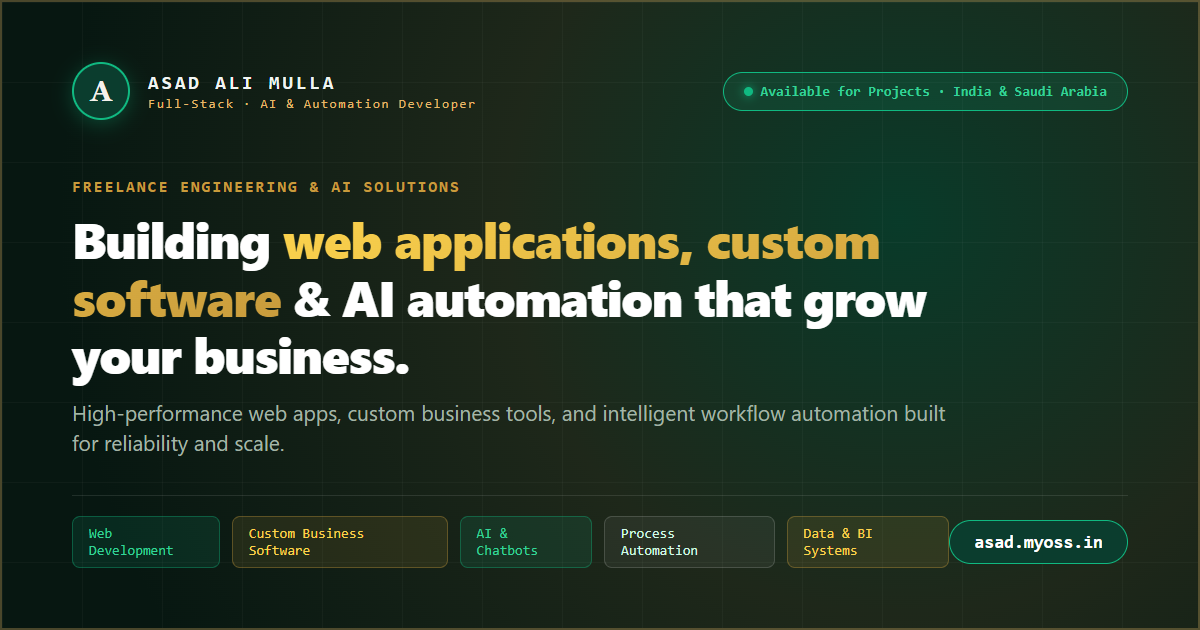 A
ASAD ALI MULLA
Full-Stack · AI & Automation Developer
Available for Projects · India & Saudi Arabia
FREELANCE ENGINEERING & AI SOLUTIONS
Building web applications, custom
software & AI automation that grow
your business.
High-performance web apps, custom business tools, and intelligent workflow automation built
for reliability and scale.
Web
Development
Custom Business
Software
AI &
Chatbots
Process
Automation
Data & BI
Systems
asad.myoss.in